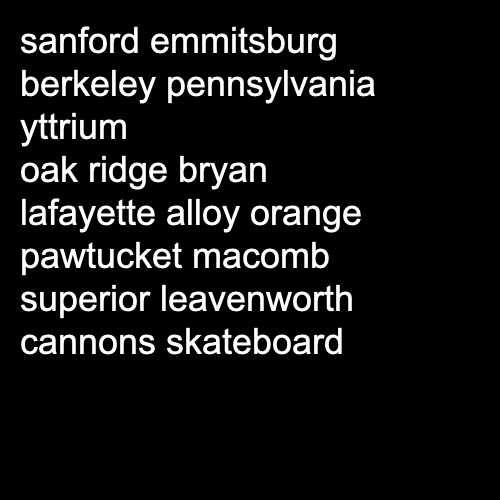 sanford emmitsburg
berkeley pennsylvania
yttrium
oak ridge bryan
lafayette alloy orange
pawtucket macomb
superior leavenworth
cannons skateboard